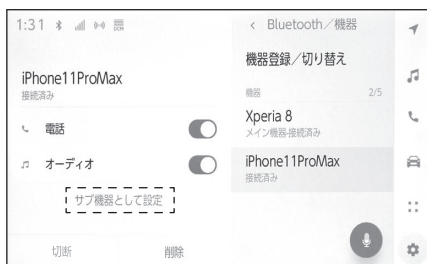 1:31 DCM
iPhone11ProMax
接続済み
電話
オーディオ
サブ機器として設定
切断 削除
< Bluetooth／機器
機器登録／切り替え
機器 2/5
Xperia 8
メイン機器-接続済み
iPhone11ProMax
接続済み